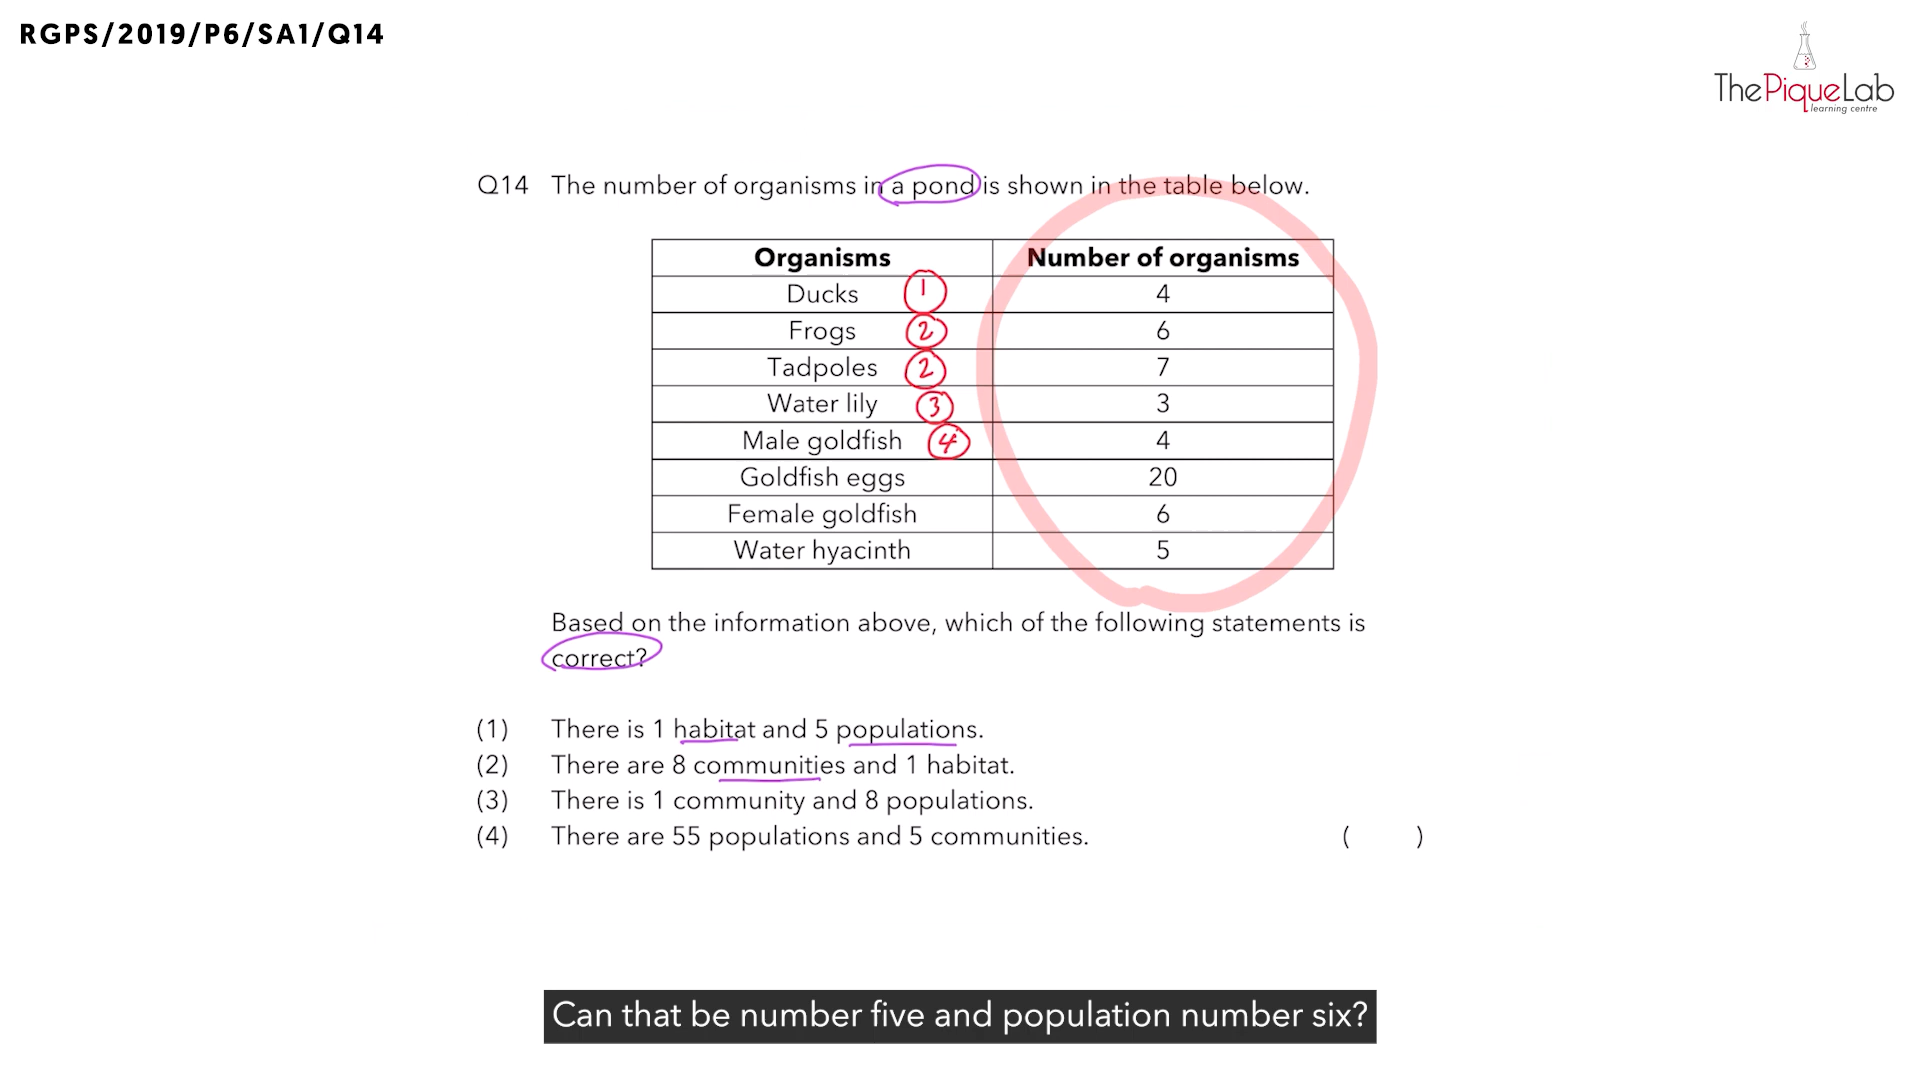 RGPS/2019/P6/SA1/Q14
ThePiqueLab
learning centre
Q14 The number of organisms in a pond is shown in the table below.
Organisms Number of organisms
Ducks 1 4
Frogs 2 6
Tadpoles 2 7
Water lily 3 3
Male goldfish 4 4
Goldfish eggs 20
Female goldfish 6
Water hyacinth 5
Based on the information above, which of the following statements is
correct?
(1) There is 1 habitat and 5 populations.
(2) There are 8 communities and 1 habitat.
(3) There is 1 community and 8 populations.
(4) There are 55 populations and 5 communities. ( )
Can that be number five and population number six?